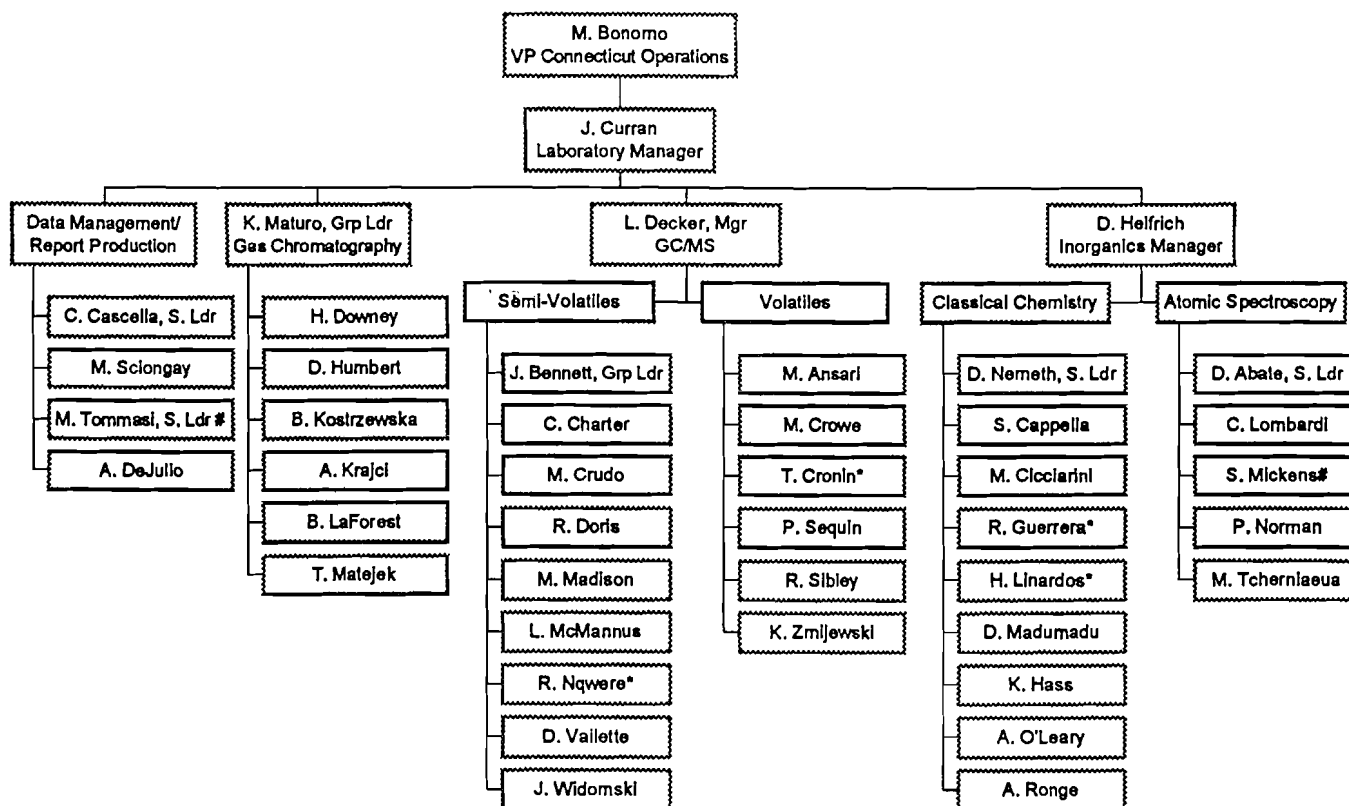 M. Bonomo
VP Connecticut Operations
J. Curran
Laboratory Manager
Data Management/
Report Production
K. Maturo, Grp Ldr
Gas Chromatography
L. Decker, Mgr
GC/MS
D. Helfrich
Inorganics Manager
Semi-Volatiles
Volatiles
Classical Chemistry
Atomic Spectroscopy
C. Cascella, S. Ldr
M. Sciongay
M. Tommasi, S. Ldr #
A. DeJulio
H. Downey
D. Humbert
B. Kostrzewska
A. Krajci
B. LaForest
T. Matejek
J. Bennett, Grp Ldr
C. Charter
M. Crudo
R. Doris
M. Madison
L. McMannus
R. Nqwere*
D. Vailette
J. Widomski
M. Ansari
M. Crowe
T. Cronin*
P. Sequin
R. Sibley
K. Zmijewski
D. Nemeth, S. Ldr
S. Cappella
M. Cicciarini
R. Guerrera*
H. Linardos*
D. Madumadu
K. Hass
A. O'Leary
A. Ronge
D. Abate, S. Ldr
C. Lombardi
S. Mickens#
P. Norman
M. Tcherniaeua